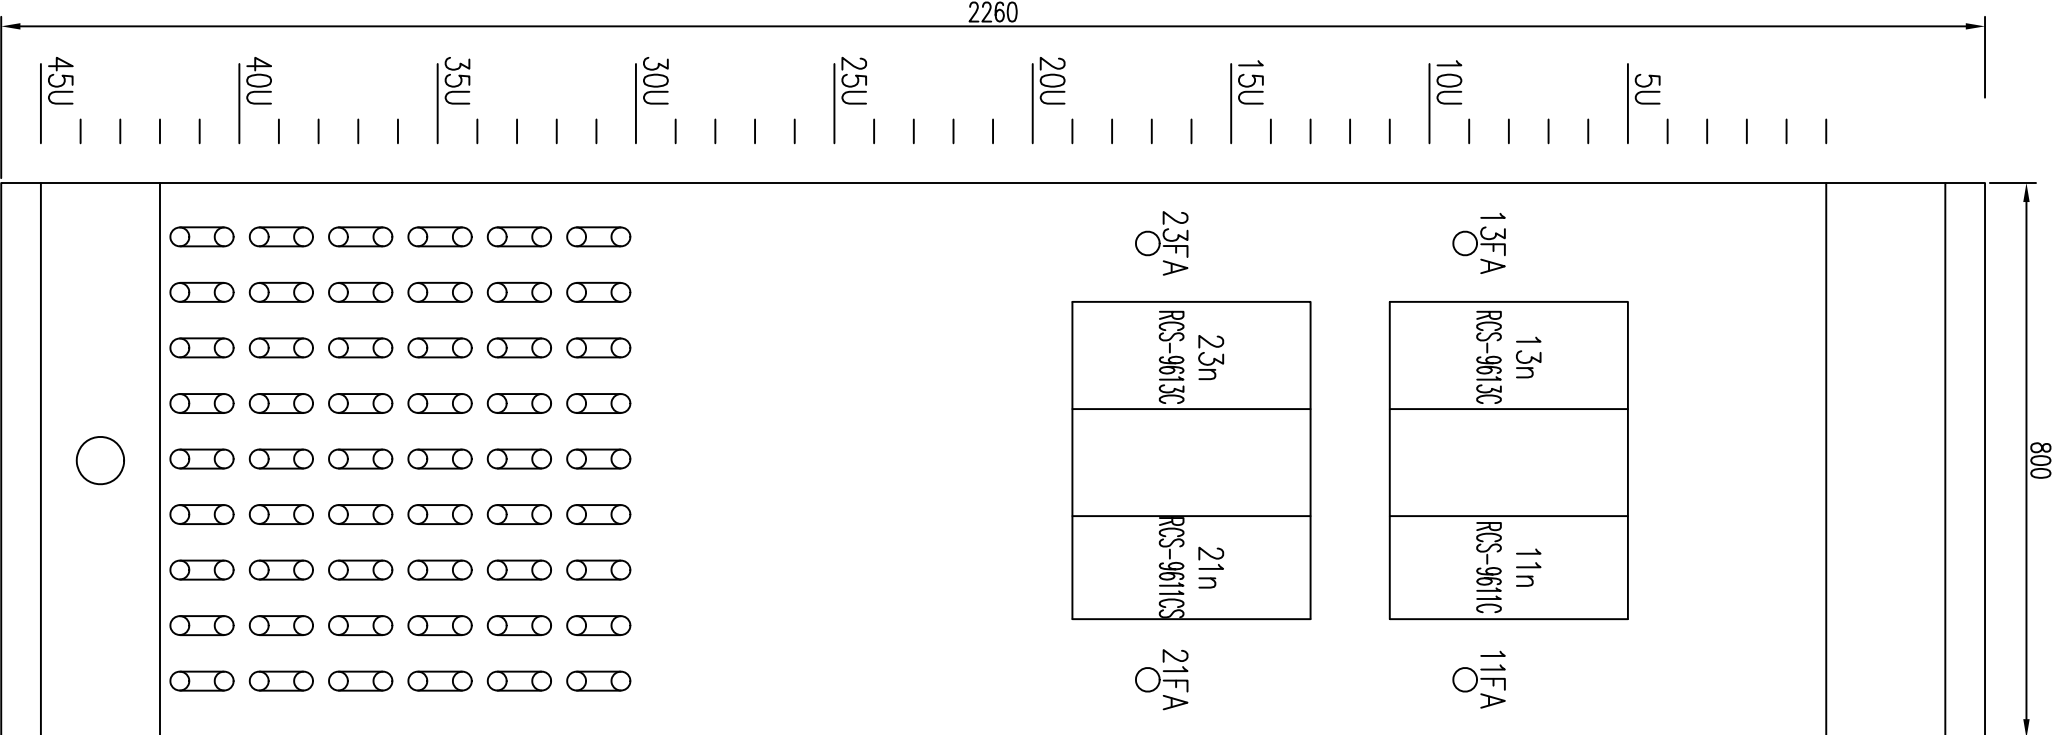 800
5U
13n
11n
13FA
RCS-9613C
RCS-9611C
11FA
10U
15U
23n
21n
23FA
RCS-9613C
RCS-9611CS
21FA
20U
2260
25U
30U
35U
40U
45U